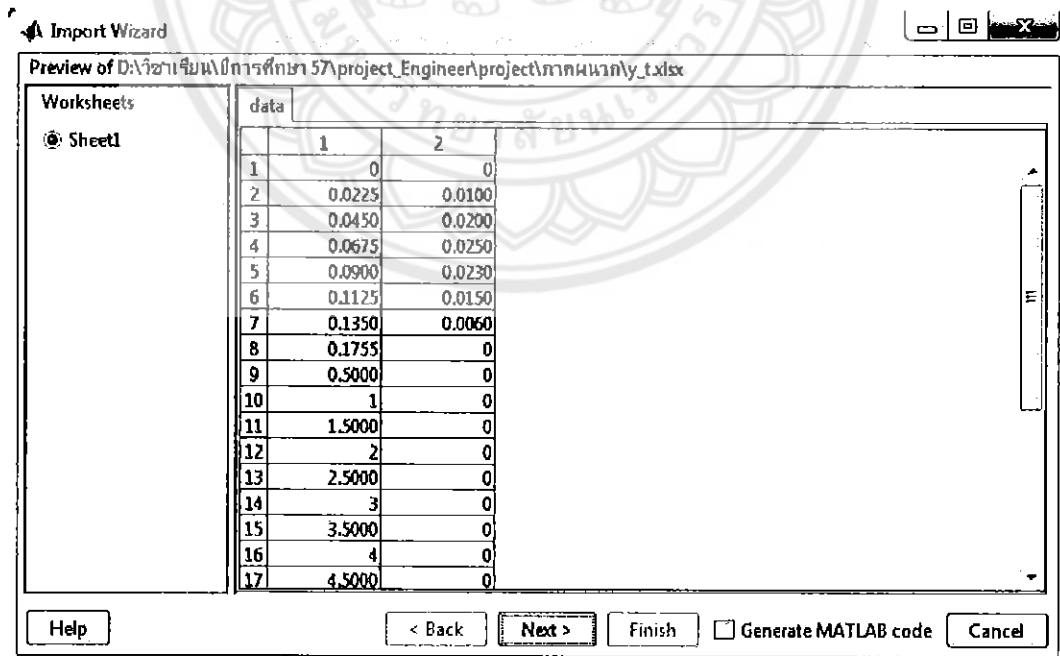 Import Wizard
Preview of D:\วิชาเรียน\ปีการศึกษา 57\project_Engineer\project\ภาคผนวก\y_t.xlsx
Worksheets
Sheet1
data
1 2
1 0 0
2 0.0225 0.0100
3 0.0450 0.0200
4 0.0675 0.0250
5 0.0900 0.0230
6 0.1125 0.0150
7 0.1350 0.0060
8 0.1755 0
9 0.5000 0
10 1 0
11 1.5000 0
12 2 0
13 2.5000 0
14 3 0
15 3.5000 0
16 4 0
17 4.5000 0
Help < Back Next > Finish Generate MATLAB code Cancel